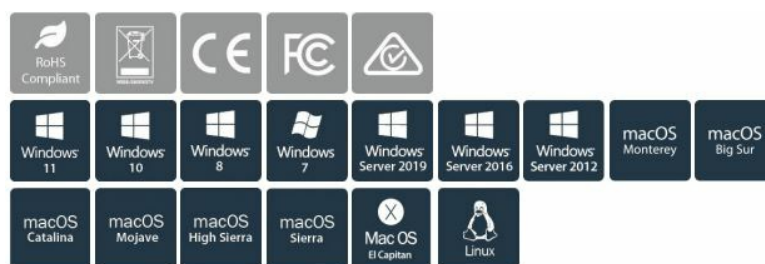 RoHS
Compliant
CE
FC
Windows
11
Windows
10
Windows
8
Windows
7
Windows
Server 2019
Windows
Server 2016
Windows
Server 2012
macOS
Monterey
macOS
Big Sur
macOS
Catalina
macOS
Mojave
macOS
High Sierra
macOS
Sierra
X
Mac OS
El Capitan
Linux